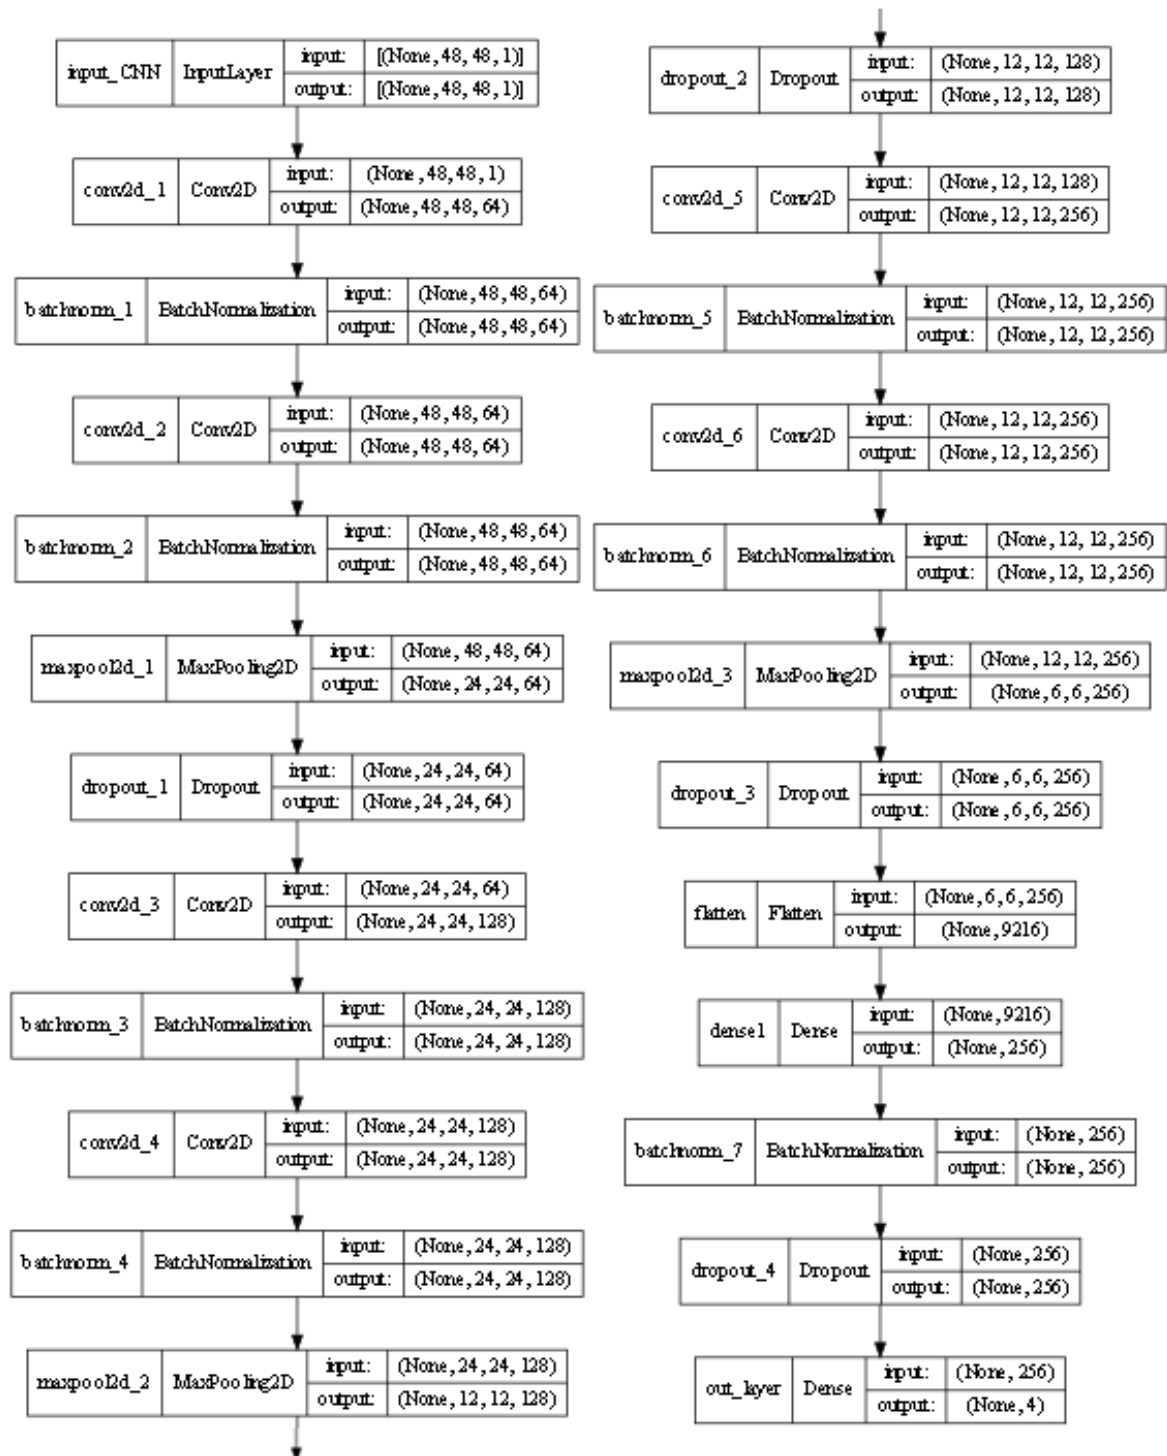 input_CNN InputLayer input: [(None, 48, 48, 1)]
output: [(None, 48, 48, 1)]
conv2d_1 Conv2D input: (None, 48, 48, 1)
output: (None, 48, 48, 64)
batchnorm_1 BatchNormalization input: (None, 48, 48, 64)
output: (None, 48, 48, 64)
conv2d_2 Conv2D input: (None, 48, 48, 64)
output: (None, 48, 48, 64)
batchnorm_2 BatchNormalization input: (None, 48, 48, 64)
output: (None, 48, 48, 64)
maxpool2d_1 MaxPooling2D input: (None, 48, 48, 64)
output: (None, 24, 24, 64)
dropout_1 Dropout input: (None, 24, 24, 64)
output: (None, 24, 24, 64)
conv2d_3 Conv2D input: (None, 24, 24, 64)
output: (None, 24, 24, 128)
batchnorm_3 BatchNormalization input: (None, 24, 24, 128)
output: (None, 24, 24, 128)
conv2d_4 Conv2D input: (None, 24, 24, 128)
output: (None, 24, 24, 128)
batchnorm_4 BatchNormalization input: (None, 24, 24, 128)
output: (None, 24, 24, 128)
maxpool2d_2 MaxPooling2D input: (None, 24, 24, 128)
output: (None, 12, 12, 128)
dropout_2 Dropout input: (None, 12, 12, 128)
output: (None, 12, 12, 128)
conv2d_5 Conv2D input: (None, 12, 12, 128)
output: (None, 12, 12, 256)
batchnorm_5 BatchNormalization input: (None, 12, 12, 256)
output: (None, 12, 12, 256)
conv2d_6 Conv2D input: (None, 12, 12, 256)
output: (None, 12, 12, 256)
batchnorm_6 BatchNormalization input: (None, 12, 12, 256)
output: (None, 12, 12, 256)
maxpool2d_3 MaxPooling2D input: (None, 12, 12, 256)
output: (None, 6, 6, 256)
dropout_3 Dropout input: (None, 6, 6, 256)
output: (None, 6, 6, 256)
flatten Flatten input: (None, 6, 6, 256)
output: (None, 9216)
dense1 Dense input: (None, 9216)
output: (None, 256)
batchnorm_7 BatchNormalization input: (None, 256)
output: (None, 256)
dropout_4 Dropout input: (None, 256)
output: (None, 256)
out_layer Dense input: (None, 256)
output: (None, 4)